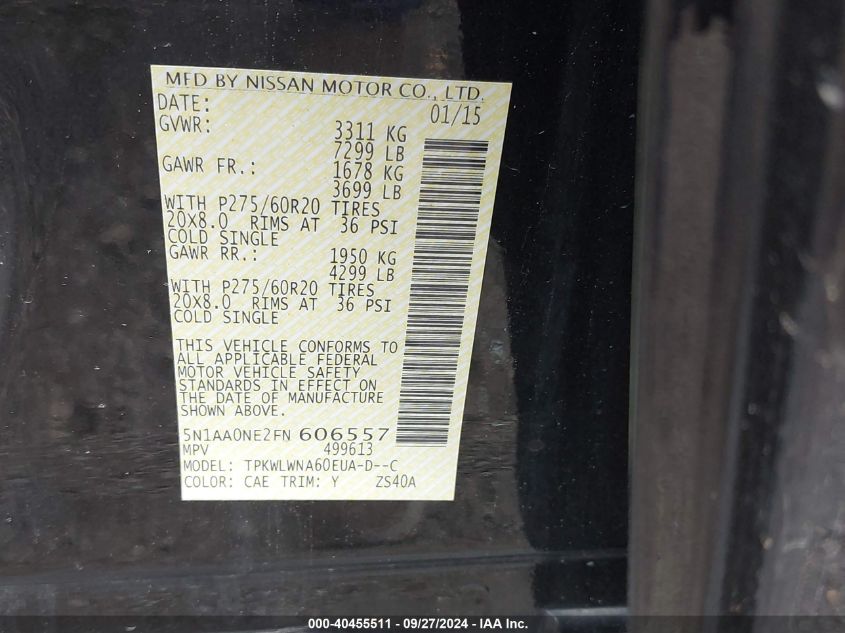 MFD BY NISSAN MOTOR CO., LTD.
DATE: 01/15
GVWR: 3311 KG
7299 LB
GAWR FR.: 1678 KG
3699 LB
WITH P275/60R20 TIRES
20X8.0 RIMS AT 36 PSI
COLD SINGLE
GAWR RR.: 1950 KG
4299 LB
WITH P275/60R20 TIRES
20X8.0 RIMS AT 36 PSI
COLD SINGLE
THIS VEHICLE CONFORMS TO
ALL APPLICABLE FEDERAL
MOTOR VEHICLE SAFETY
STANDARDS IN EFFECT ON
THE DATE OF MANUFACTURE
SHOWN ABOVE.
5N1AA0NE2FN 606557
MPV 499613
MODEL: TPKWLWNA60EUA-D--C
COLOR: CAE TRIM: Y ZS40A
000-40455511 - 09/27/2024 - IAA Inc.